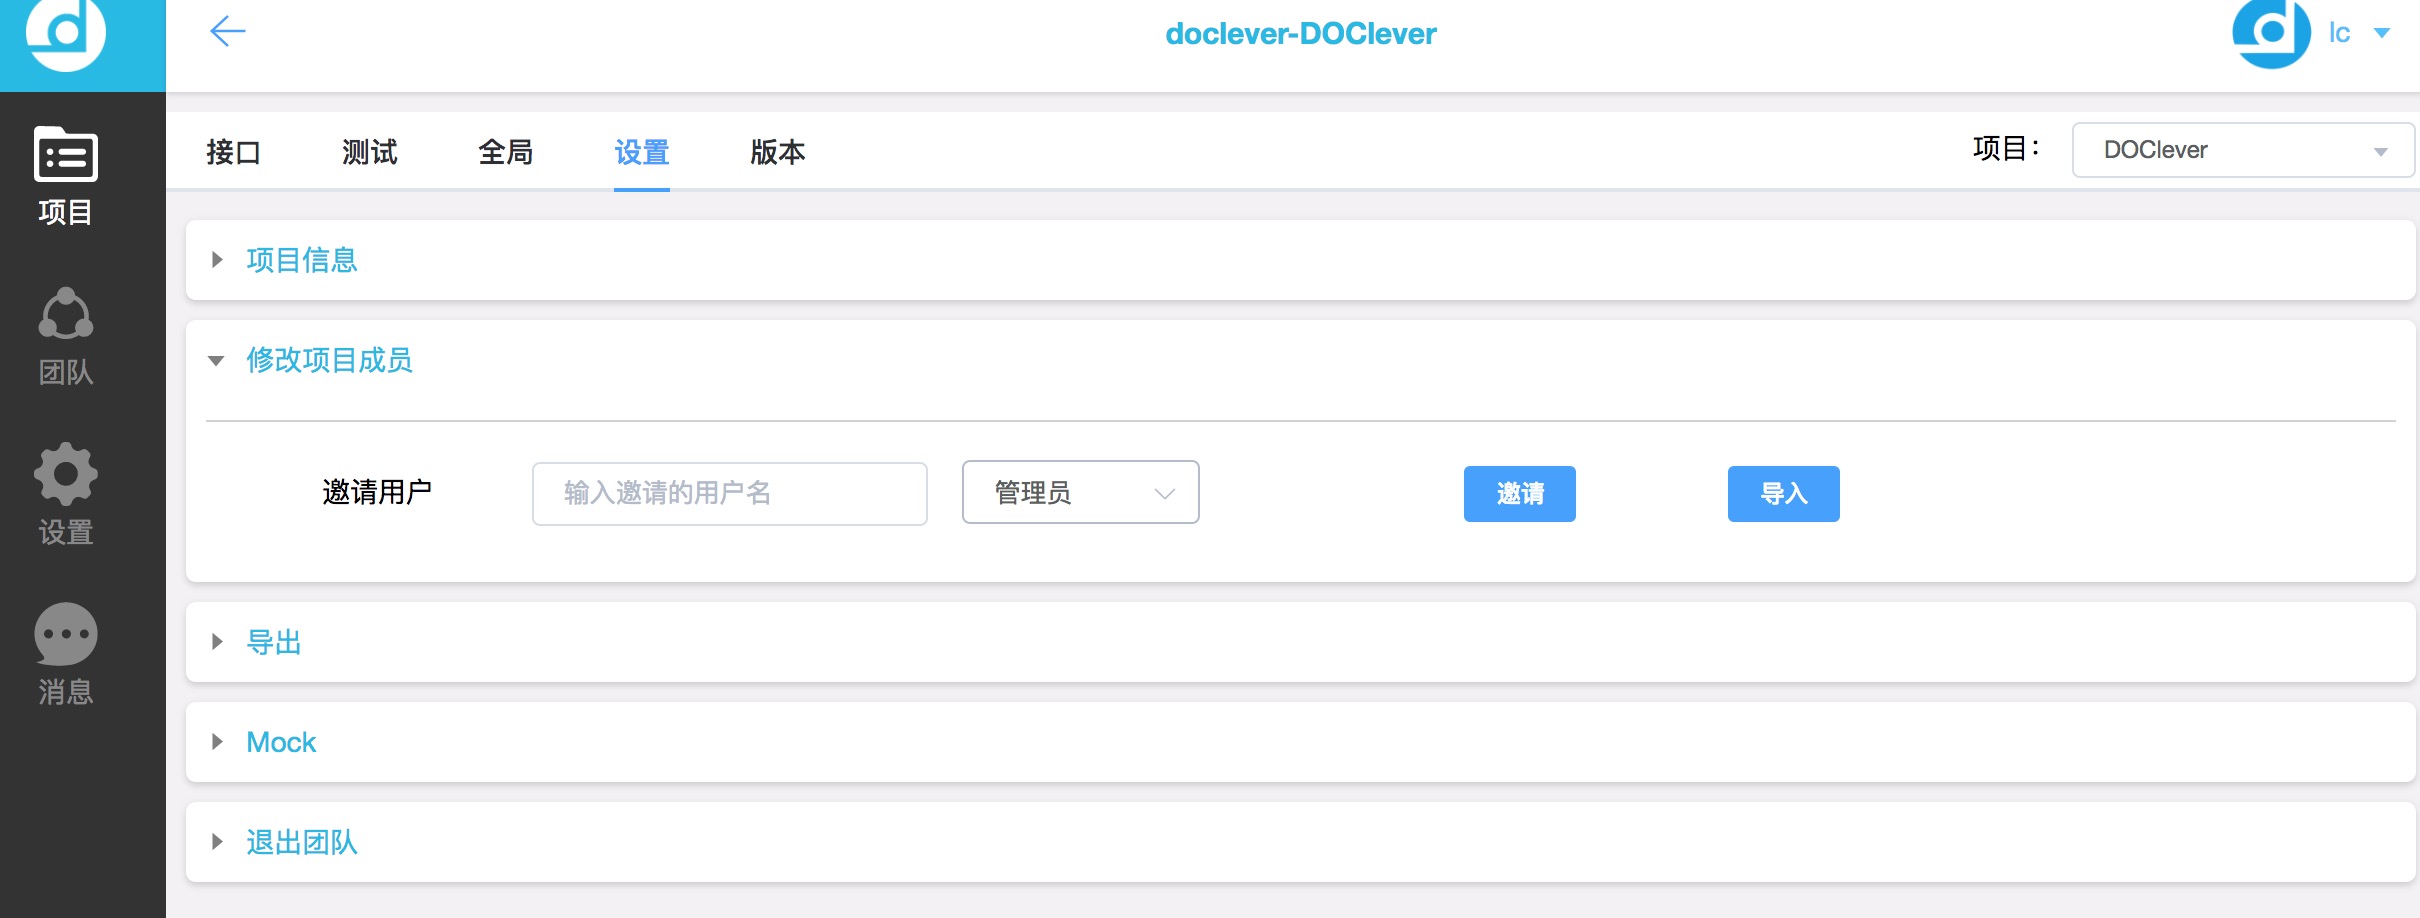 doclever-DOClever
lc
接口 测试 全局 设置 版本
项目： DOClever
项目
团队
设置
消息
项目信息
修改项目成员
邀请用户 输入邀请的用户名 管理员 邀请 导入
导出
Mock
退出团队